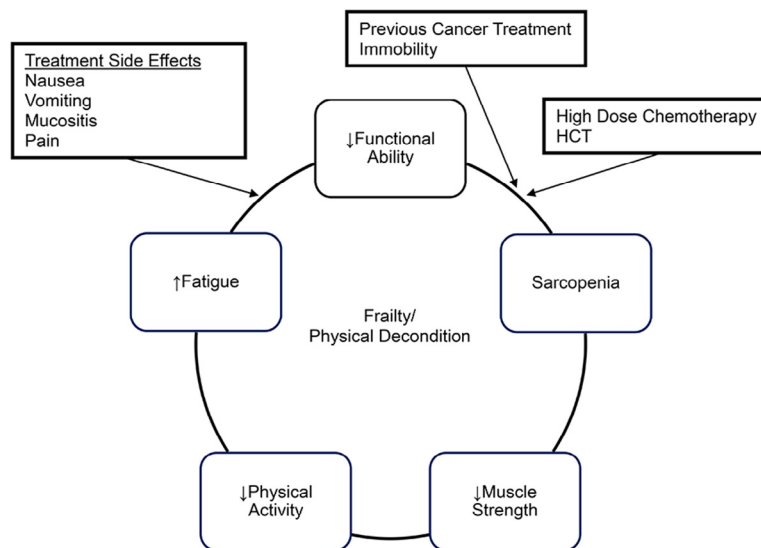 Previous Cancer Treatment
Immobility
Treatment Side Effects
Nausea
Vomiting
Mucositis
Pain
High Dose Chemotherapy
HCT
↓Functional
Ability
↑Fatigue
Sarcopenia
Frailty/
Physical Decondition
↓Physical
Activity
↓Muscle
Strength